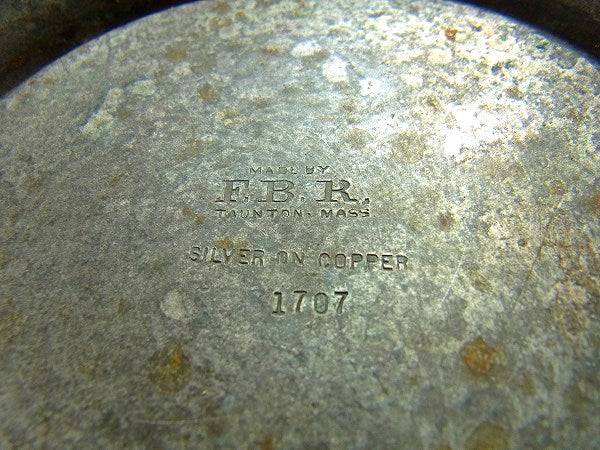 MADE BY
F.B.R.
TAUNTON, MASS
SILVER ON COPPER
1707